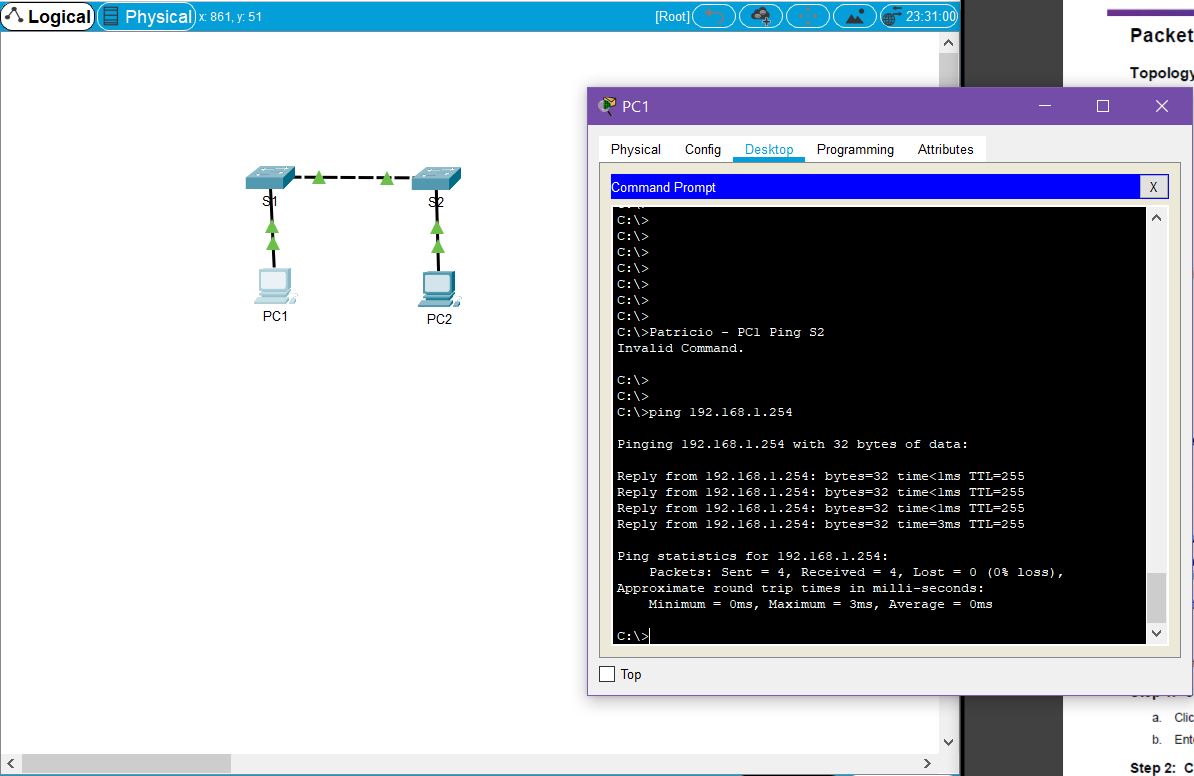 Logical Physical x: 861, y: 51 [Root] 23:31:00
Packet
Topology
S1 S2
PC1 PC2
PC1
Physical Config Desktop Programming Attributes
Command Prompt X
C:\>
C:\>
C:\>
C:\>
C:\>
C:\>
C:\>
C:\>Patricio - PC1 Ping S2
Invalid Command.
C:\>
C:\>
C:\>ping 192.168.1.254
Pinging 192.168.1.254 with 32 bytes of data:
Reply from 192.168.1.254: bytes=32 time<1ms TTL=255
Reply from 192.168.1.254: bytes=32 time<1ms TTL=255
Reply from 192.168.1.254: bytes=32 time<1ms TTL=255
Reply from 192.168.1.254: bytes=32 time=3ms TTL=255
Ping statistics for 192.168.1.254:
Packets: Sent = 4, Received = 4, Lost = 0 (0% loss),
Approximate round trip times in milli-seconds:
Minimum = 0ms, Maximum = 3ms, Average = 0ms
C:\>
Top
a. Clic
b. Ente
Step 2: C